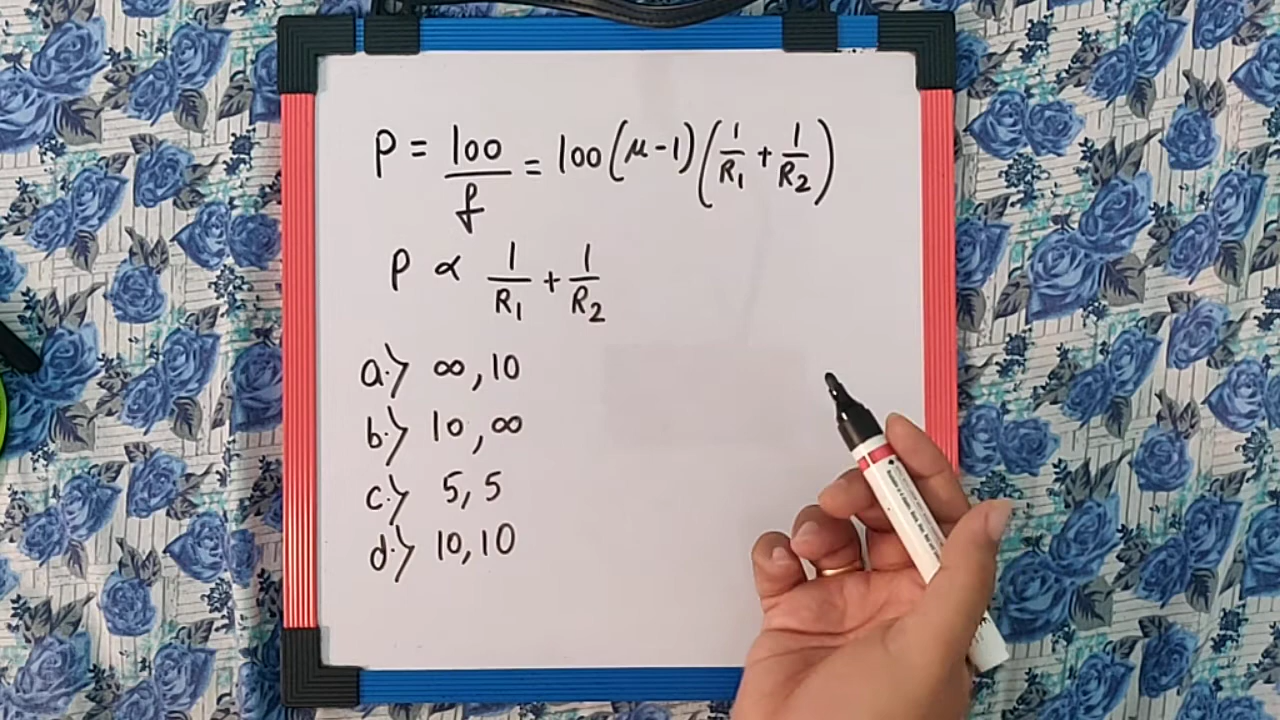 P = 100/f = 100(μ-1)(1/R₁ + 1/R₂)
P ∝ 1/R₁ + 1/R₂
a.> ∞, 10
b.> 10, ∞
c.> 5, 5
d.> 10, 10